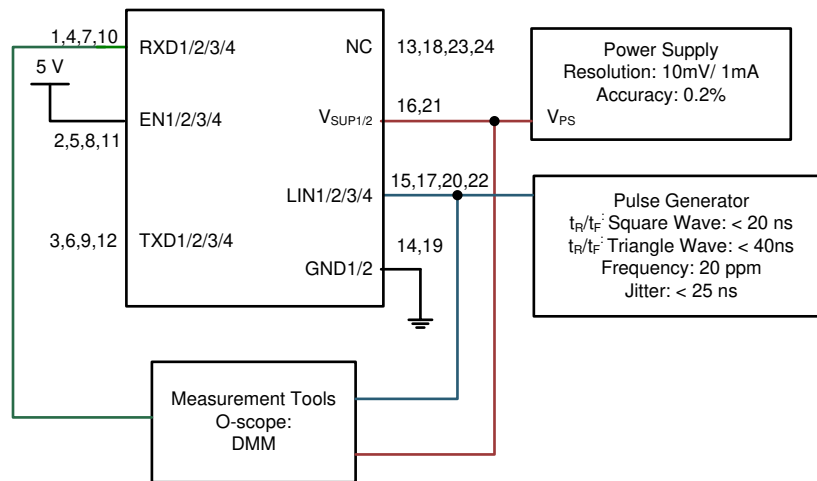 1,4,7,10
RXD1/2/3/4
NC
13,18,23,24
5 V
EN1/2/3/4
2,5,8,11
VSUP1/2
16,21
VPS
Power Supply
Resolution: 10mV/ 1mA
Accuracy: 0.2%
LIN1/2/3/4
15,17,20,22
3,6,9,12
TXD1/2/3/4
14,19
GND1/2
Pulse Generator
tR/tF: Square Wave: < 20 ns
tR/tF: Triangle Wave: < 40ns
Frequency: 20 ppm
Jitter: < 25 ns
Measurement Tools
O-scope:
DMM